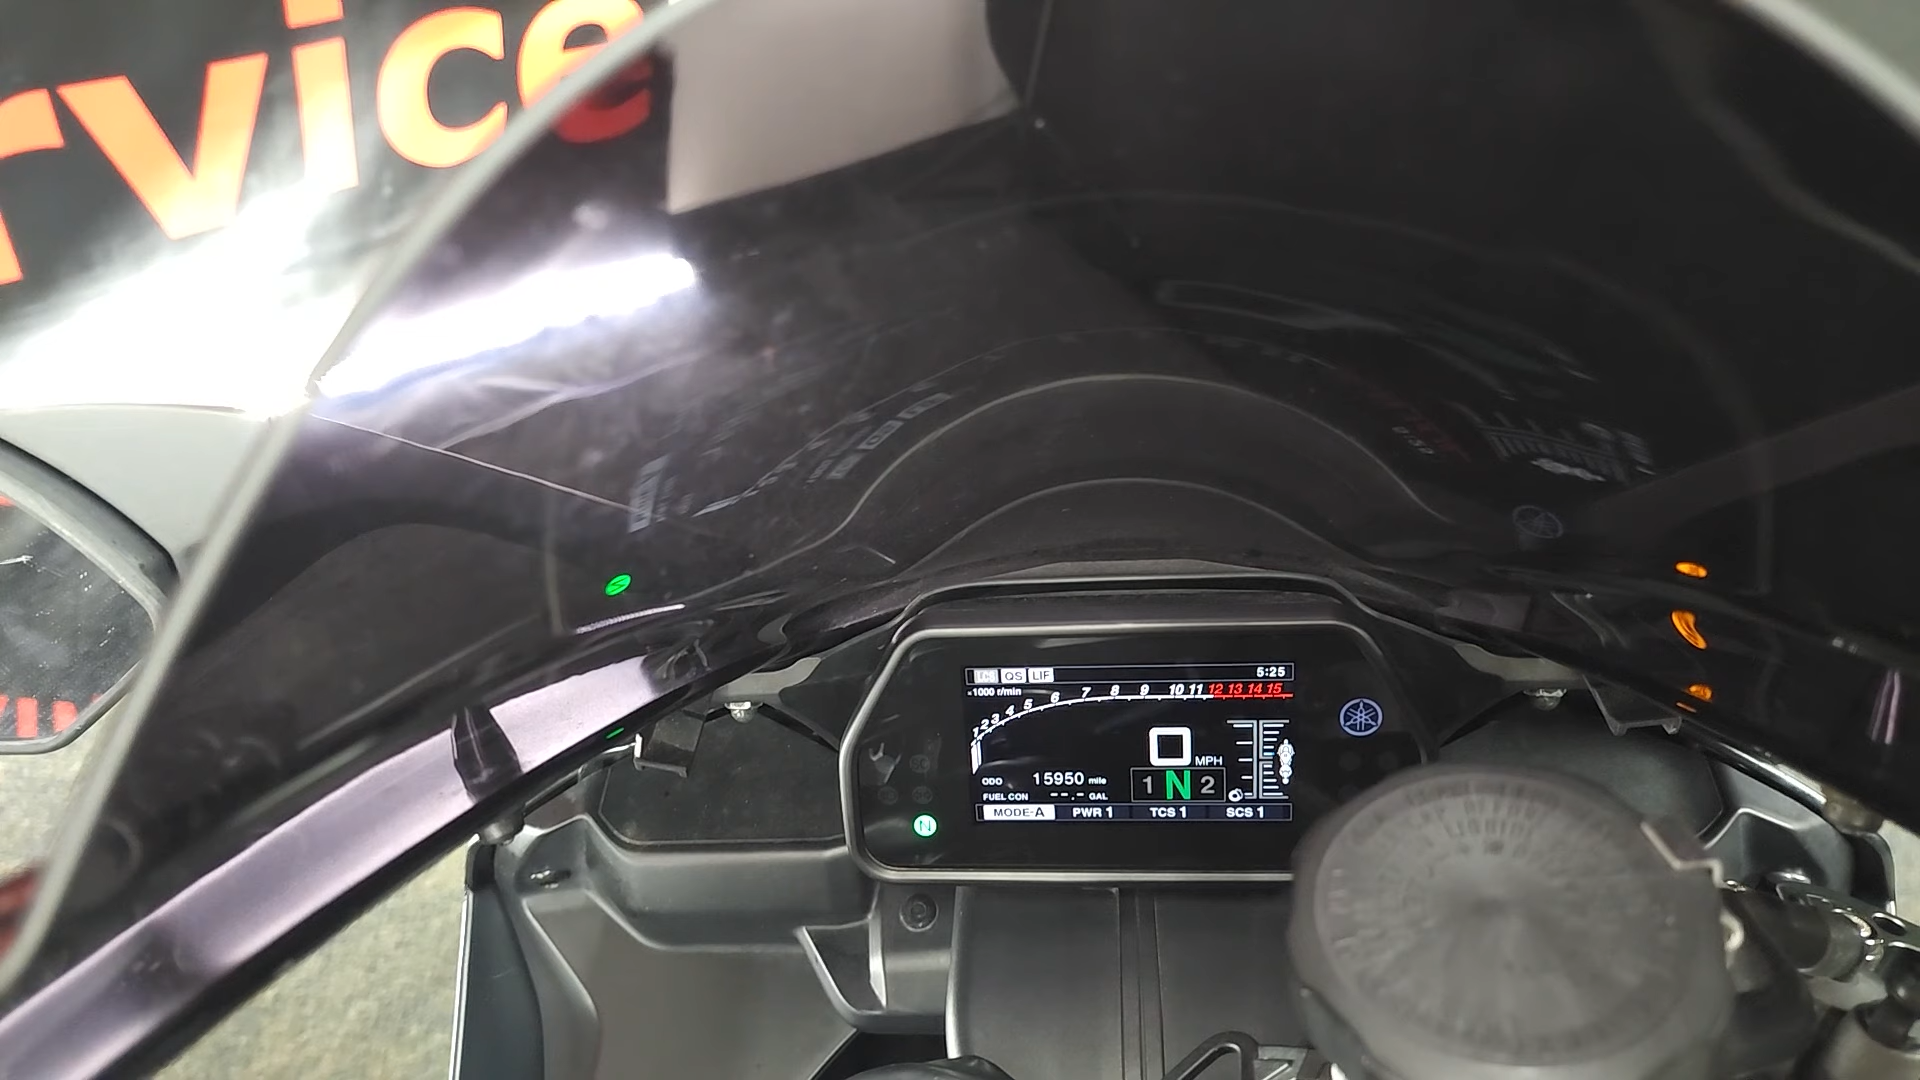 rvice
TCS QS LIF 5:25
×1000 r/min
1 2 3 4 5 6 7 8 9 10 11 12 13 14 15
0 MPH
ODO 15950 mile
1 N 2
FUEL CON --.- GAL
MODE-A PWR 1 TCS 1 SCS 1
N